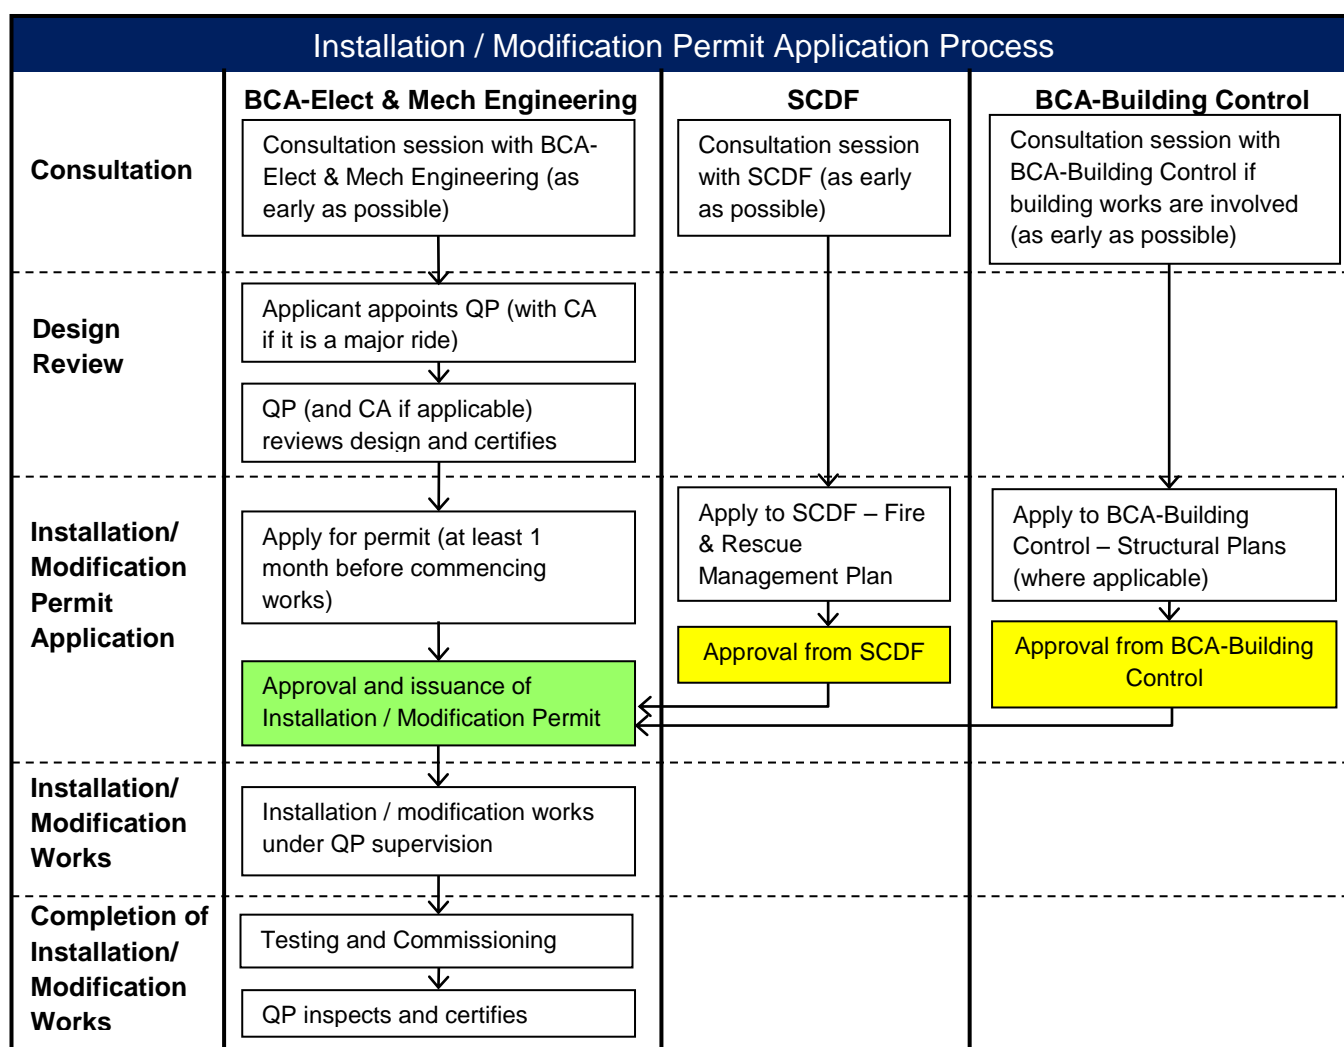 Installation / Modification Permit Application Process
BCA-Elect & Mech Engineering
SCDF
BCA-Building Control
Consultation
Consultation session with BCA-
Elect & Mech Engineering (as
early as possible)
Consultation session
with SCDF (as early
as possible)
Consultation session with
BCA-Building Control if
building works are involved
(as early as possible)
Design
Review
Applicant appoints QP (with CA
if it is a major ride)
QP (and CA if applicable)
reviews design and certifies
Installation/
Modification
Permit
Application
Apply for permit (at least 1
month before commencing
works)
Apply to SCDF – Fire
& Rescue
Management Plan
Apply to BCA-Building
Control – Structural Plans
(where applicable)
Approval and issuance of
Installation / Modification Permit
Approval from SCDF
Approval from BCA-Building
Control
Installation/
Modification
Works
Installation / modification works
under QP supervision
Completion of
Installation/
Modification
Works
Testing and Commissioning
QP inspects and certifies